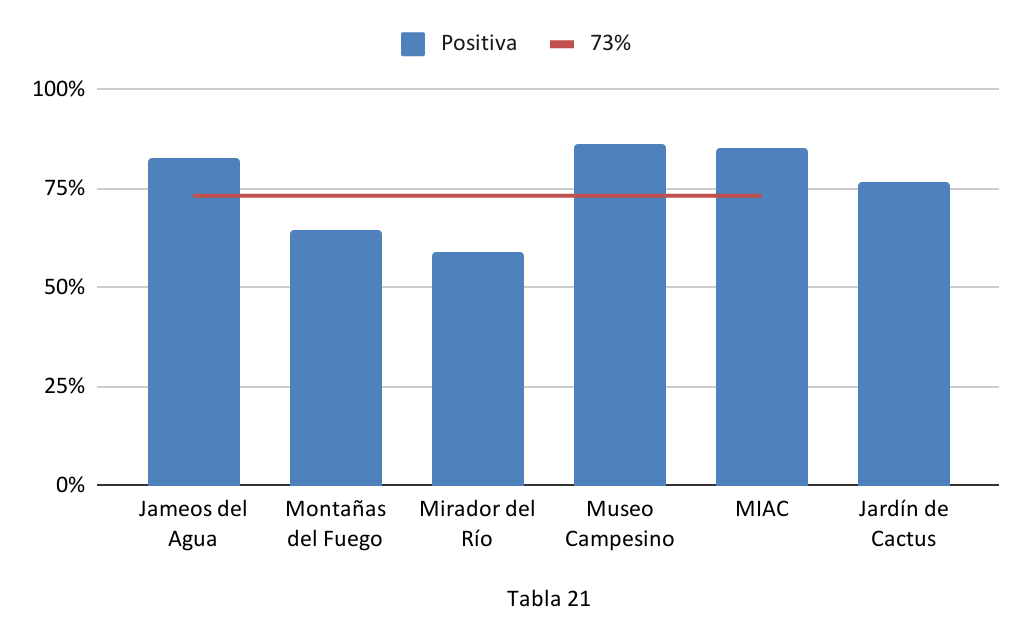 Positiva 73%
100%
75%
50%
25%
0%
Jameos del
Agua
Montañas
del Fuego
Mirador del
Río
Museo
Campesino
MIAC
Jardín de
Cactus
Tabla 21